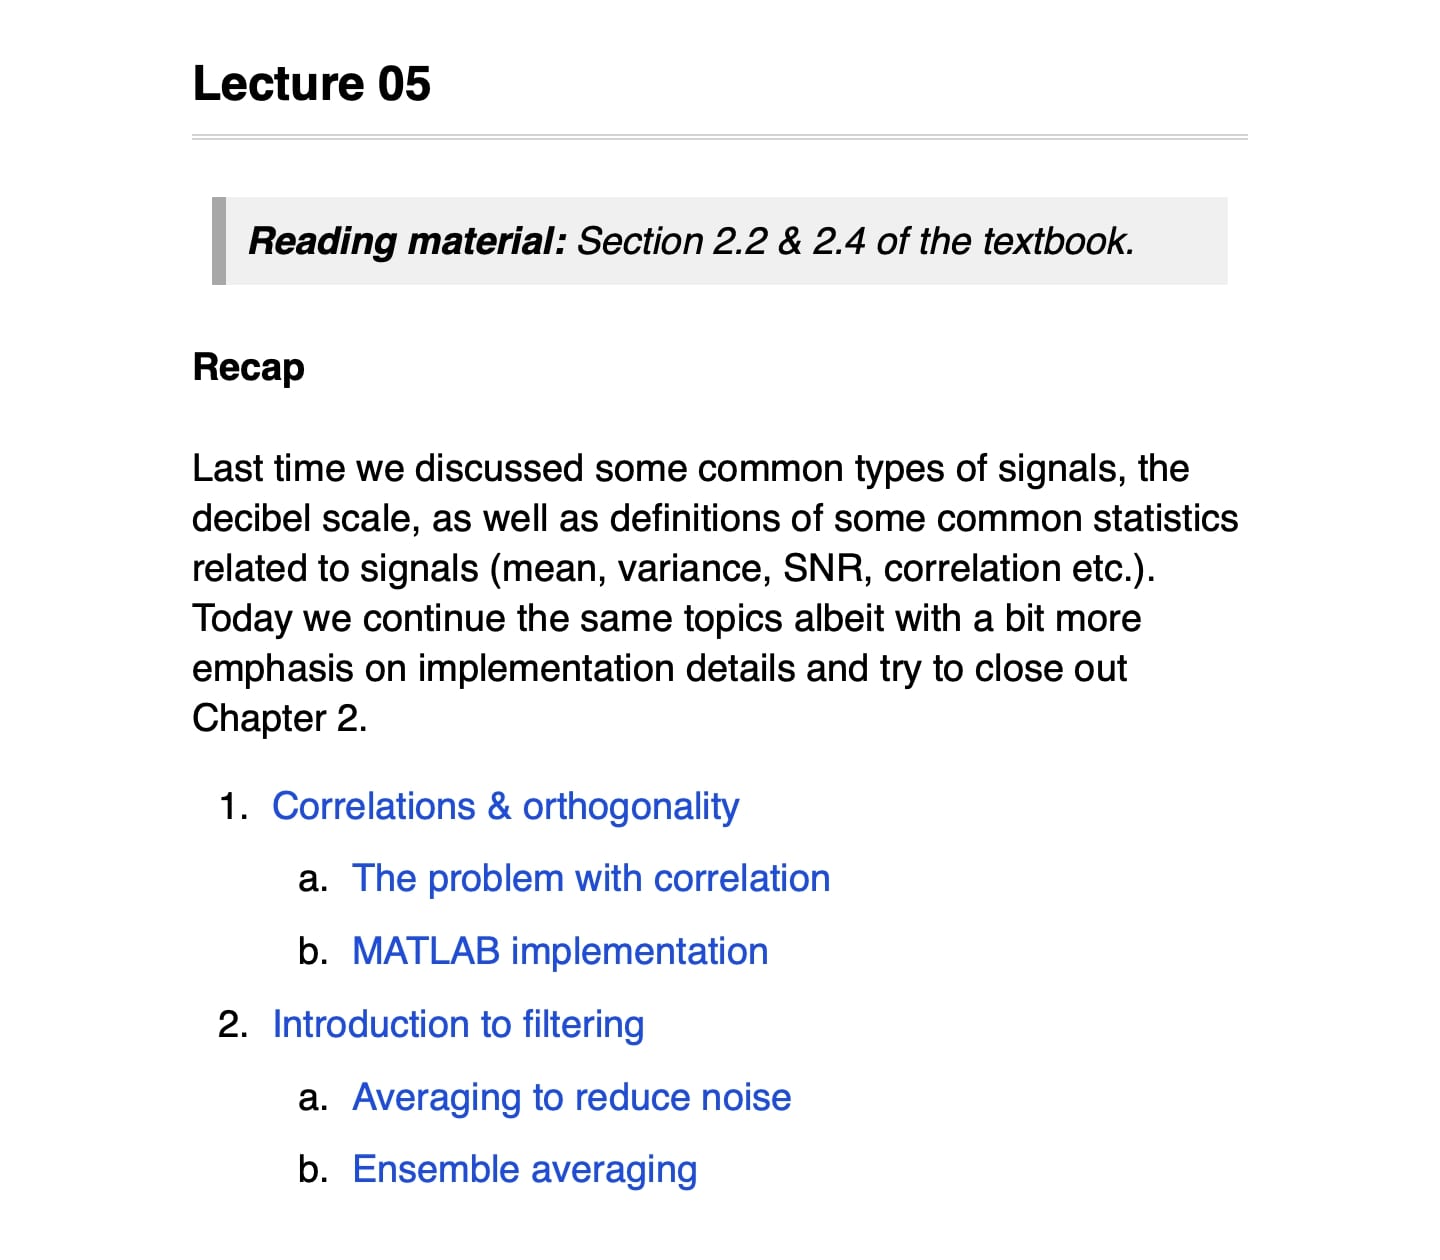 Lecture 05
Reading material: Section 2.2 & 2.4 of the textbook.
Recap
Last time we discussed some common types of signals, the
decibel scale, as well as definitions of some common statistics
related to signals (mean, variance, SNR, correlation etc.).
Today we continue the same topics albeit with a bit more
emphasis on implementation details and try to close out
Chapter 2.
1. Correlations & orthogonality
a. The problem with correlation
b. MATLAB implementation
2. Introduction to filtering
a. Averaging to reduce noise
b. Ensemble averaging